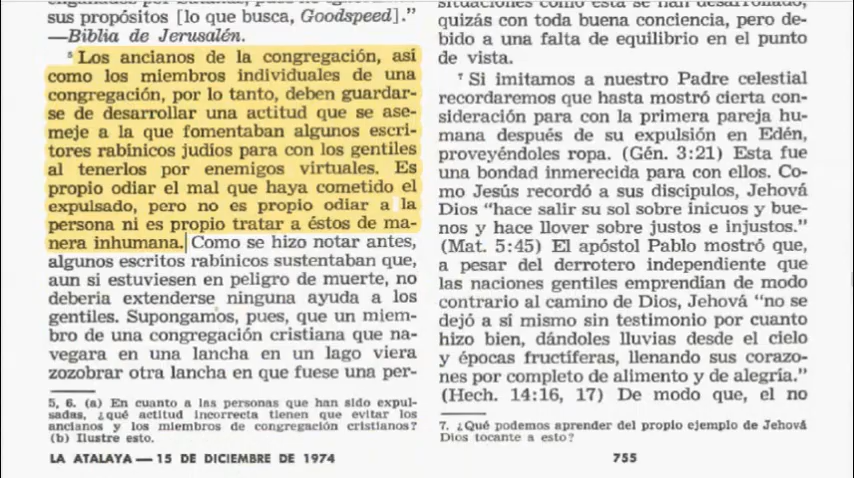 sus propósitos [lo que busca, Goodspeed].”
—Biblia de Jerusalén.
⁵ Los ancianos de la congregación, así
como los miembros individuales de una
congregación, por lo tanto, deben guardar-
se de desarrollar una actitud que se ase-
meje a la que fomentaban algunos escri-
tores rabínicos judíos para con los gentiles
al tenerlos por enemigos virtuales. Es
propio odiar el mal que haya cometido el
expulsado, pero no es propio odiar a la
persona ni es propio tratar a éstos de ma-
nera inhumana. Como se hizo notar antes,
algunos escritos rabínicos sustentaban que,
aun si estuviesen en peligro de muerte, no
debería extenderse ninguna ayuda a los
gentiles. Supongamos, pues, que un miem-
bro de una congregación cristiana que na-
vegara en una lancha en un lago viera
zozobrar otra lancha en que fuese una per-
5, 6. (a) En cuanto a las personas que han sido expul-
sadas, ¿qué actitud incorrecta tienen que evitar los
ancianos y los miembros de congregación cristianos?
(b) Ilustre esto.
LA ATALAYA—15 DE DICIEMBRE DE 1974
situaciones como ésta se han desarrollado,
quizás con toda buena conciencia, pero de-
bido a una falta de equilibrio en el punto
de vista.
⁷ Si imitamos a nuestro Padre celestial
recordaremos que hasta mostró cierta con-
sideración para con la primera pareja hu-
mana después de su expulsión en Edén,
proveyéndoles ropa. (Gén. 3:21) Esta fue
una bondad inmerecida para con ellos. Co-
mo Jesús recordó a sus discípulos, Jehová
Dios “hace salir su sol sobre inicuos y bue-
nos y hace llover sobre justos e injustos.”
(Mat. 5:45) El apóstol Pablo mostró que,
a pesar del derrotero independiente que
las naciones gentiles emprendían de modo
contrario al camino de Dios, Jehová “no se
dejó a sí mismo sin testimonio por cuanto
hizo bien, dándoles lluvias desde el cielo
y épocas fructíferas, llenando sus corazo-
nes por completo de alimento y de alegría.”
(Hech. 14:16, 17) De modo que, el no
7. ¿Qué podemos aprender del propio ejemplo de Jehová
Dios tocante a esto?
755